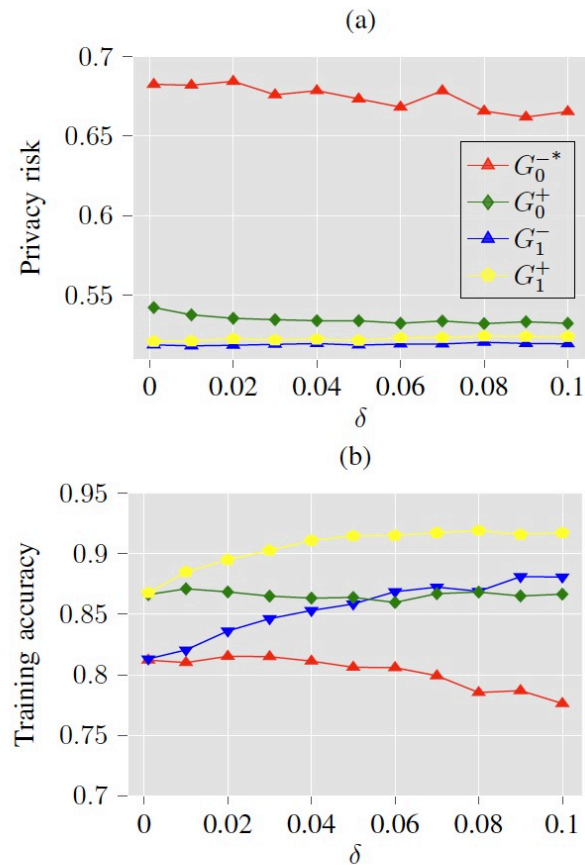 (a)
0.7
0.65
0.6
0.55
Privacy risk
G₀⁻*
G₀⁺
G₁⁻
G₁⁺
0 0.02 0.04 0.06 0.08 0.1
δ
(b)
0.95
0.9
0.85
0.8
0.75
0.7
Training accuracy
0 0.02 0.04 0.06 0.08 0.1
δ